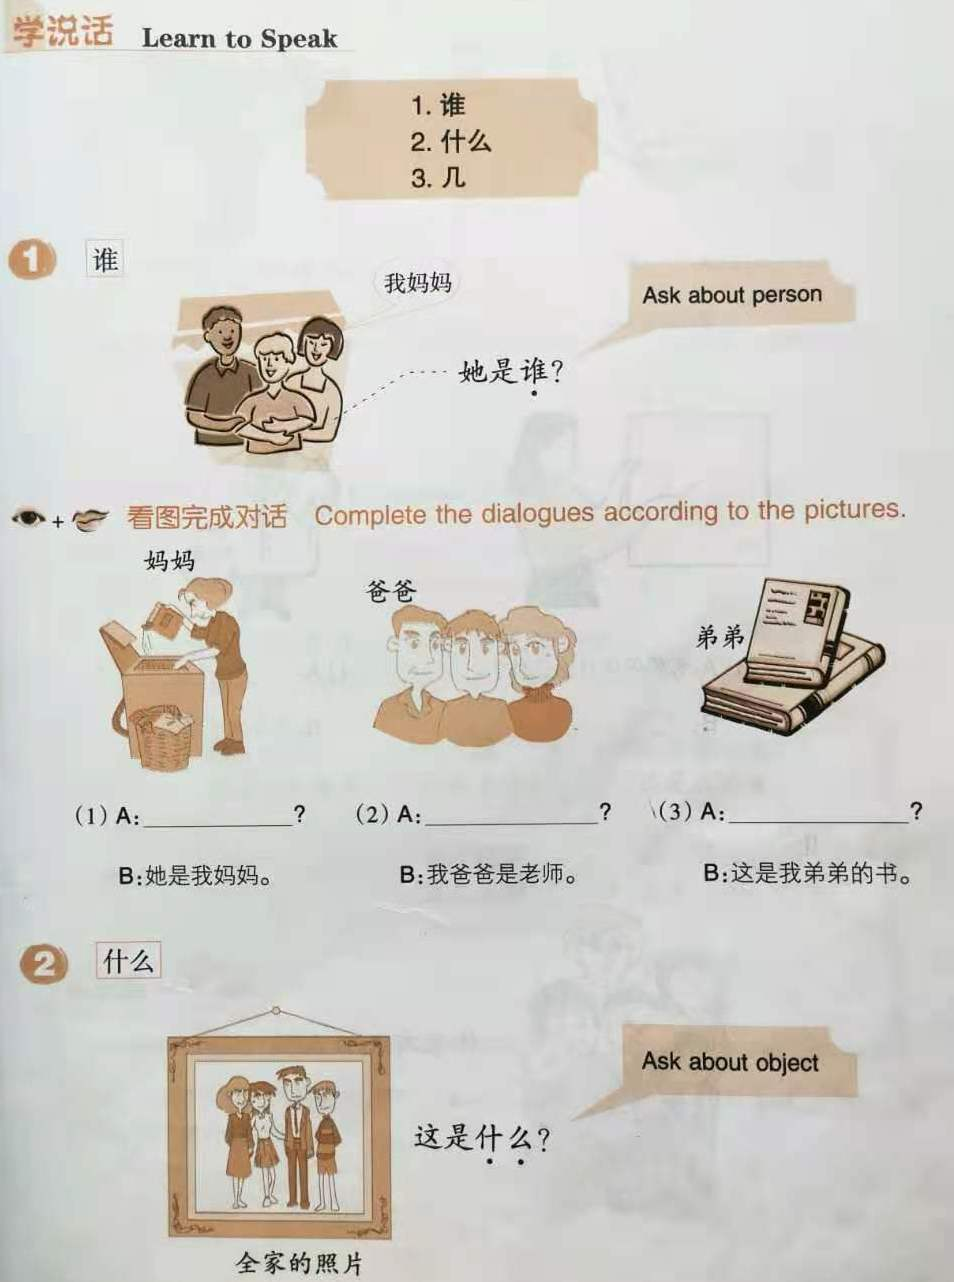 学说话 Learn to Speak
1. 谁
2. 什么
3. 几
1 谁
我妈妈
Ask about person
她是谁?
+ 看图完成对话 Complete the dialogues according to the pictures.
妈妈
爸爸
弟弟
(1) A:__________? (2) A:__________? (3) A:__________?
B:她是我妈妈。 B:我爸爸是老师。 B:这是我弟弟的书。
2 什么
Ask about object
这是什么?
全家的照片